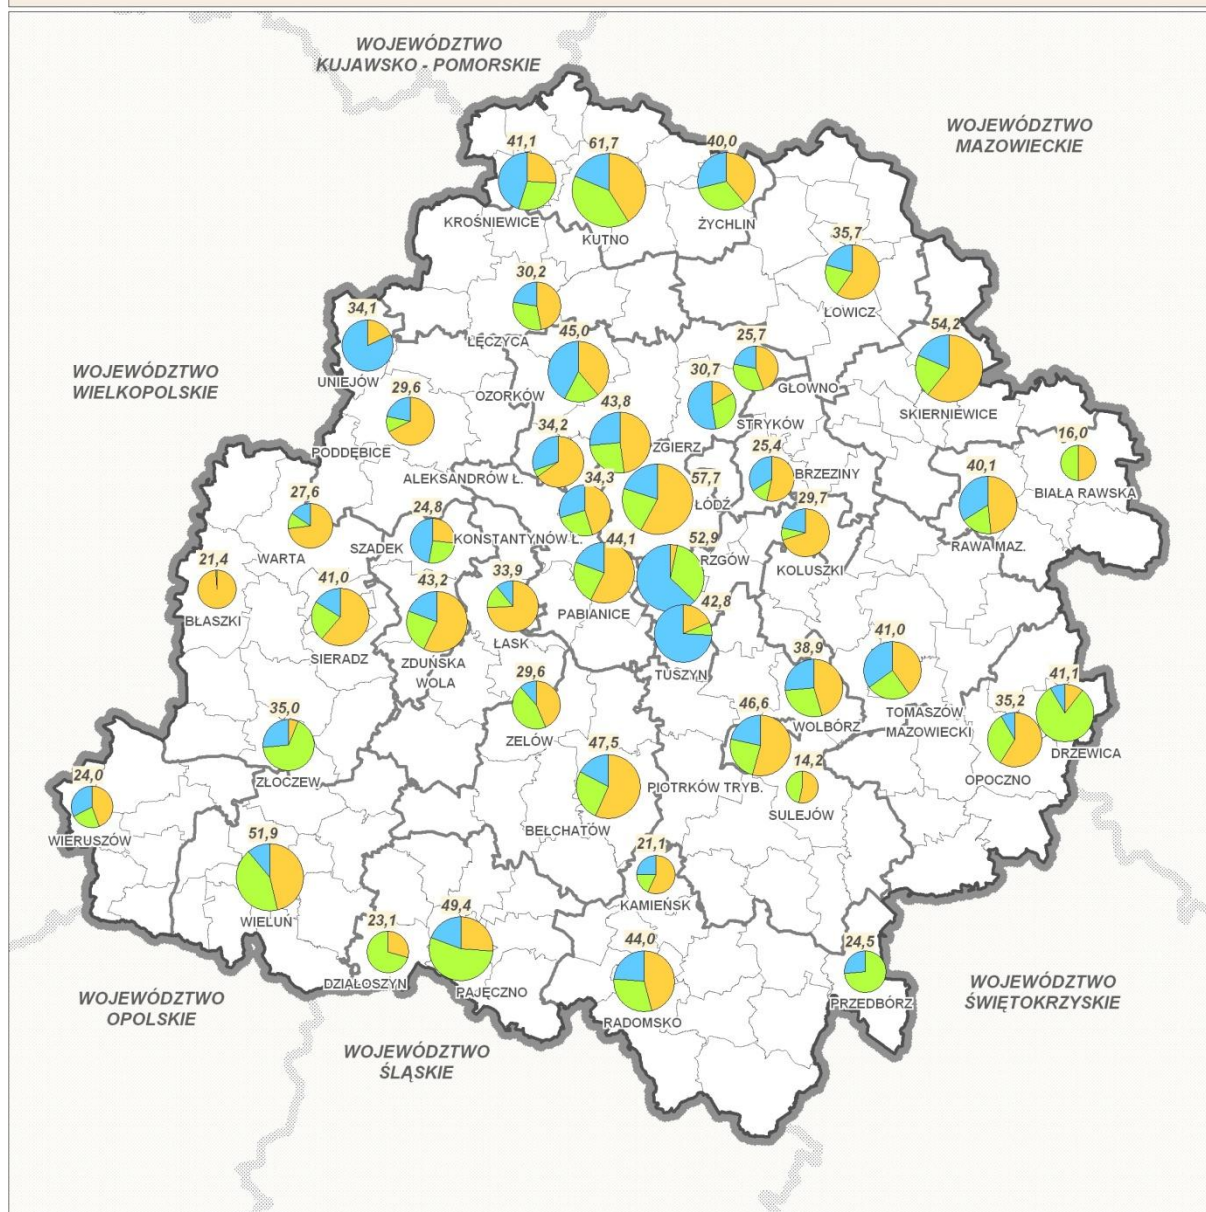 WOJEWÓDZTWO
KUJAWSKO - POMORSKIE
WOJEWÓDZTWO
MAZOWIECKIE
41,1
61,7
40,0
KROŚNIEWICE
KUTNO
ŻYCHLIN
35,7
ŁOWICZ
30,2
ŁĘCZYCA
34,1
UNIEJÓW
45,0
OZORKÓW
25,7
GŁOWNO
54,2
SKIERNIEWICE
WOJEWÓDZTWO
WIELKOPOLSKIE
29,6
PODDĘBICE
30,7
STRYKÓW
43,8
ZGIERZ
34,2
ALEKSANDRÓW Ł.
25,4
BRZEZINY
16,0
BIAŁA RAWSKA
57,7
ŁÓDŹ
34,3
KONSTANTYNÓW Ł.
40,1
RAWA MAZ.
27,6
WARTA
24,8
SZADEK
29,7
KOLUSZKI
44,1
PABIANICE
52,9
RZGÓW
21,4
BŁASZKI
41,0
SIERADZ
43,2
ZDUŃSKA
WOLA
33,9
ŁASK
42,8
TUSZYN
38,9
WOLBÓRZ
41,0
TOMASZÓW
MAZOWIECKI
41,1
DRZEWICA
35,2
OPOCZNO
29,6
ZELÓW
46,6
PIOTRKÓW TRYB.
35,0
ZŁOCZEW
47,5
BEŁCHATÓW
14,2
SULEJÓW
24,0
WIERUSZÓW
51,9
WIELUŃ
21,1
KAMIEŃSK
23,1
DZIAŁOSZYN
49,4
PAJĘCZNO
44,0
RADOMSKO
24,5
PRZEDBÓRZ
WOJEWÓDZTWO
OPOLSKIE
WOJEWÓDZTWO
ŚWIĘTOKRZYSKIE
WOJEWÓDZTWO
ŚLĄSKIE